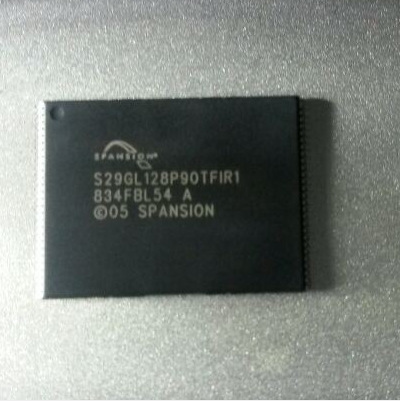 SPANSION
S29GL128P90TFIR1
834FBL54 A
©05 SPANSION